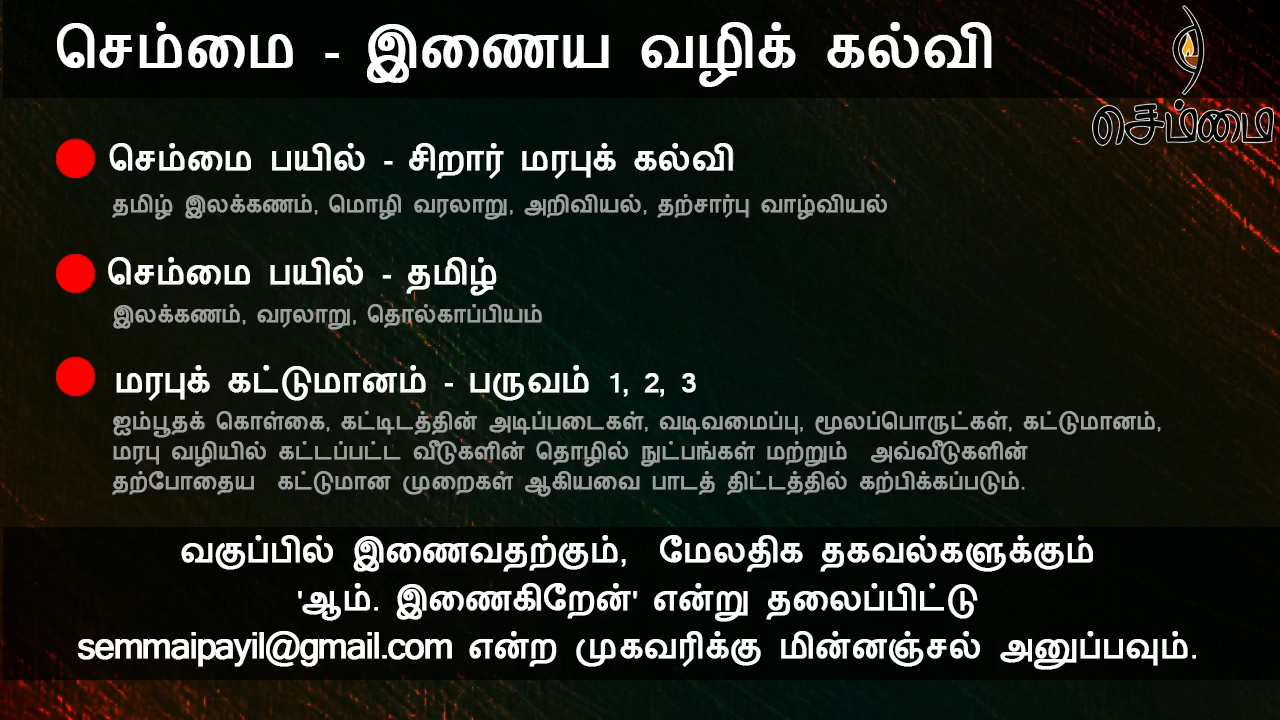 செம்மை - இணைய வழிக் கல்வி
செம்மை
செம்மை பயில் - சிறார் மரபுக் கல்வி
தமிழ் இலக்கணம், மொழி வரலாறு, அறிவியல், தற்சார்பு வாழ்வியல்
செம்மை பயில் - தமிழ்
இலக்கணம், வரலாறு, தொல்காப்பியம்
மரபுக் கட்டுமானம் - பருவம் 1, 2, 3
ஐம்பூதக் கொள்கை, கட்டிடத்தின் அடிப்படைகள், வடிவமைப்பு, மூலப்பொருட்கள், கட்டுமானம்,
மரபு வழியில் கட்டப்பட்ட வீடுகளின் தொழில் நுட்பங்கள் மற்றும் அவ்வீடுகளின்
தற்போதைய கட்டுமான முறைகள் ஆகியவை பாடத் திட்டத்தில் கற்பிக்கப்படும்.
வகுப்பில் இணைவதற்கும், மேலதிக தகவல்களுக்கும்
'ஆம். இணைகிறேன்' என்று தலைப்பிட்டு
semmaipayil@gmail.com என்ற முகவரிக்கு மின்னஞ்சல் அனுப்பவும்.